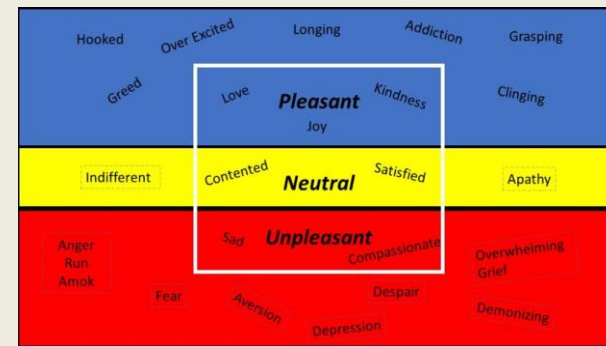 Hooked
Over Excited
Longing
Addiction
Grasping
Greed
Love
Pleasant
Kindness
Clinging
Joy
Indifferent
Contented
Neutral
Satisfied
Apathy
Anger
Run
Amok
Sad
Unpleasant
Compassionate
Overwhelming
Grief
Fear
Aversion
Despair
Depression
Demonizing